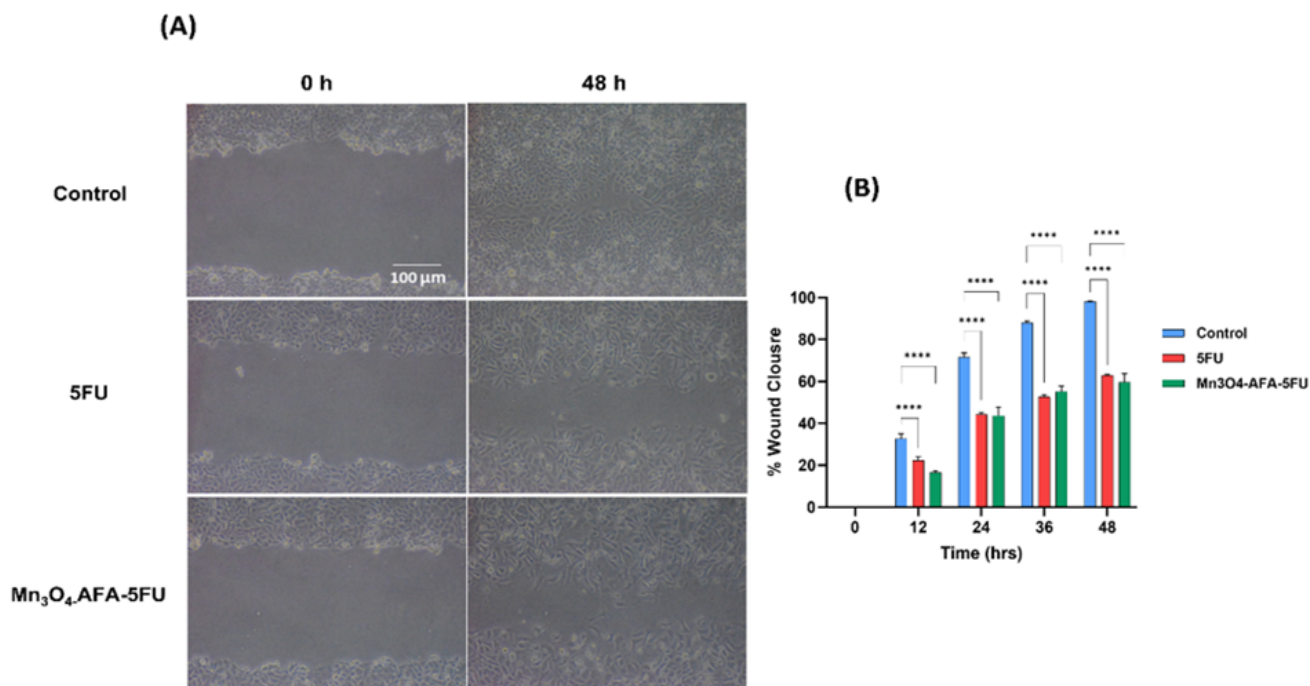 (A)
0 h
48 h
Control
100 µm
5FU
Mn₃O₄-AFA-5FU
(B)
****
****
****
****
****
****
****
****
% Wound Clousre
100
80
60
40
20
0
0
12
24
36
48
Time (hrs)
Control
5FU
Mn3O4-AFA-5FU